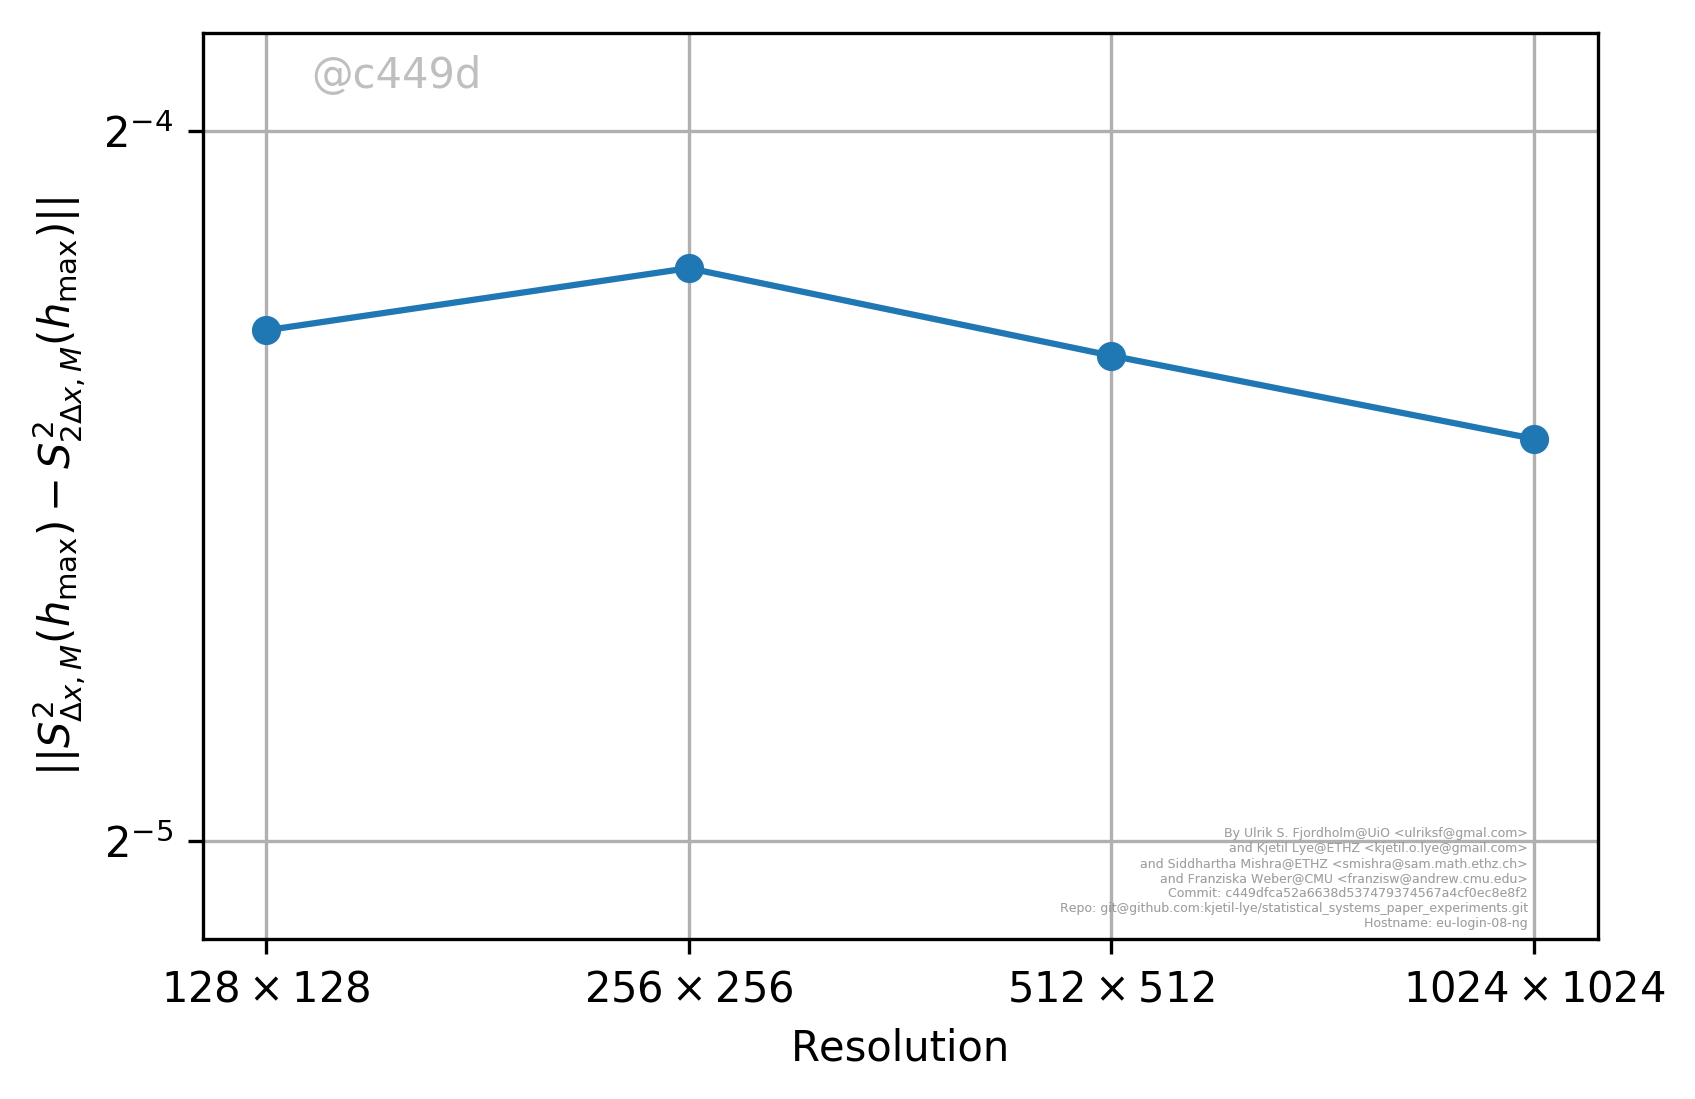 @c449d
2⁻⁴
||S²_{Δx, M}(h_max) − S²_{2Δx, M}(h_max)||
2⁻⁵
By Ulrik S. Fjordholm@UiO <ulriksf@gmal.com>
and Kjetil Lye@ETHZ <kjetil.o.lye@gmail.com>
and Siddhartha Mishra@ETHZ <smishra@sam.math.ethz.ch>
and Franziska Weber@CMU <franzisw@andrew.cmu.edu>
Commit: c449dfca52a6638d537479374567a4cf0ec8e8f2
Repo: git@github.com:kjetil-lye/statistical_systems_paper_experiments.git
Hostname: eu-login-08-ng
128 × 128 256 × 256 512 × 512 1024 × 1024
Resolution